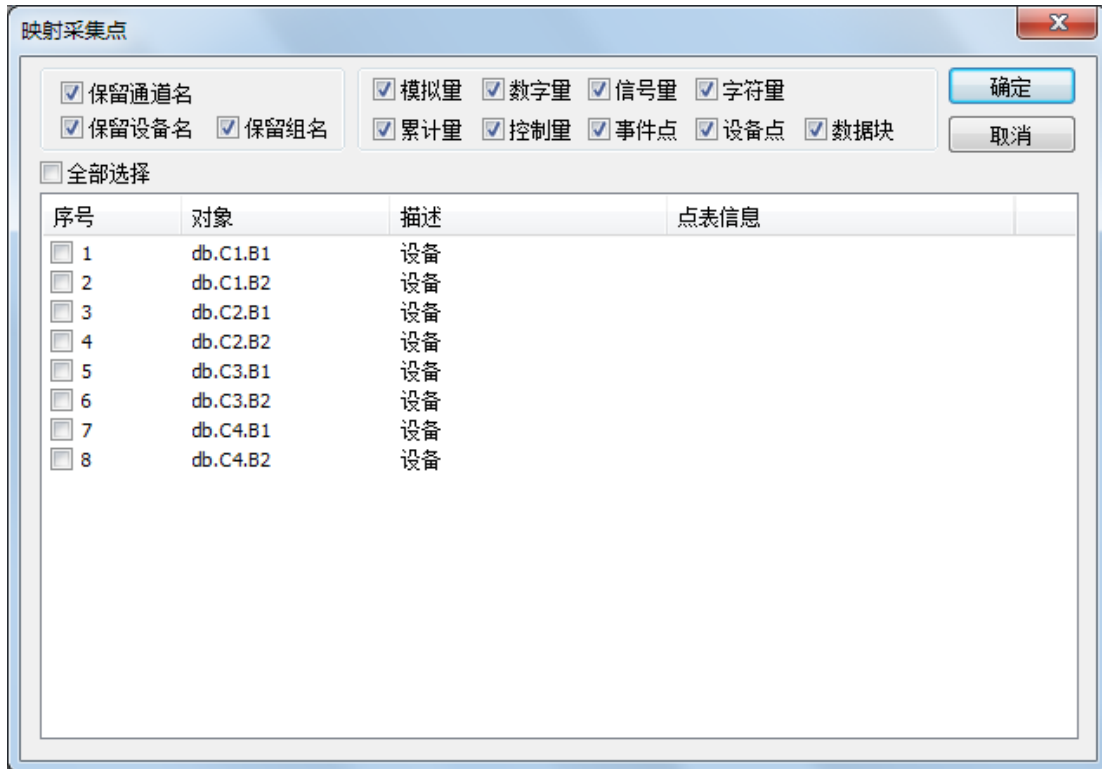 映射采集点
保留通道名
保留设备名 保留组名
模拟量 数字量 信号量 字符量
累计量 控制量 事件点 设备点 数据块
确定
取消
全部选择
序号 对象 描述 点表信息
1 db.C1.B1 设备
2 db.C1.B2 设备
3 db.C2.B1 设备
4 db.C2.B2 设备
5 db.C3.B1 设备
6 db.C3.B2 设备
7 db.C4.B1 设备
8 db.C4.B2 设备